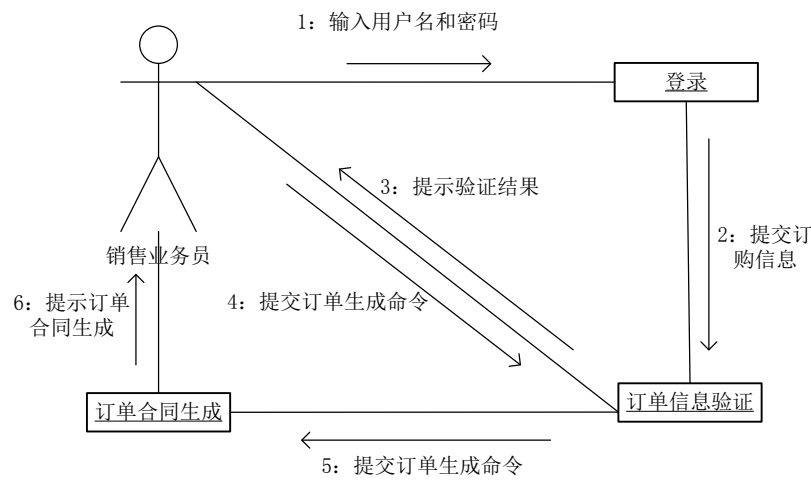 1：输入用户名和密码
登录
3：提示验证结果
2：提交订
购信息
销售业务员
6：提示订单
合同生成
4：提交订单生成命令
订单合同生成
订单信息验证
5：提交订单生成命令